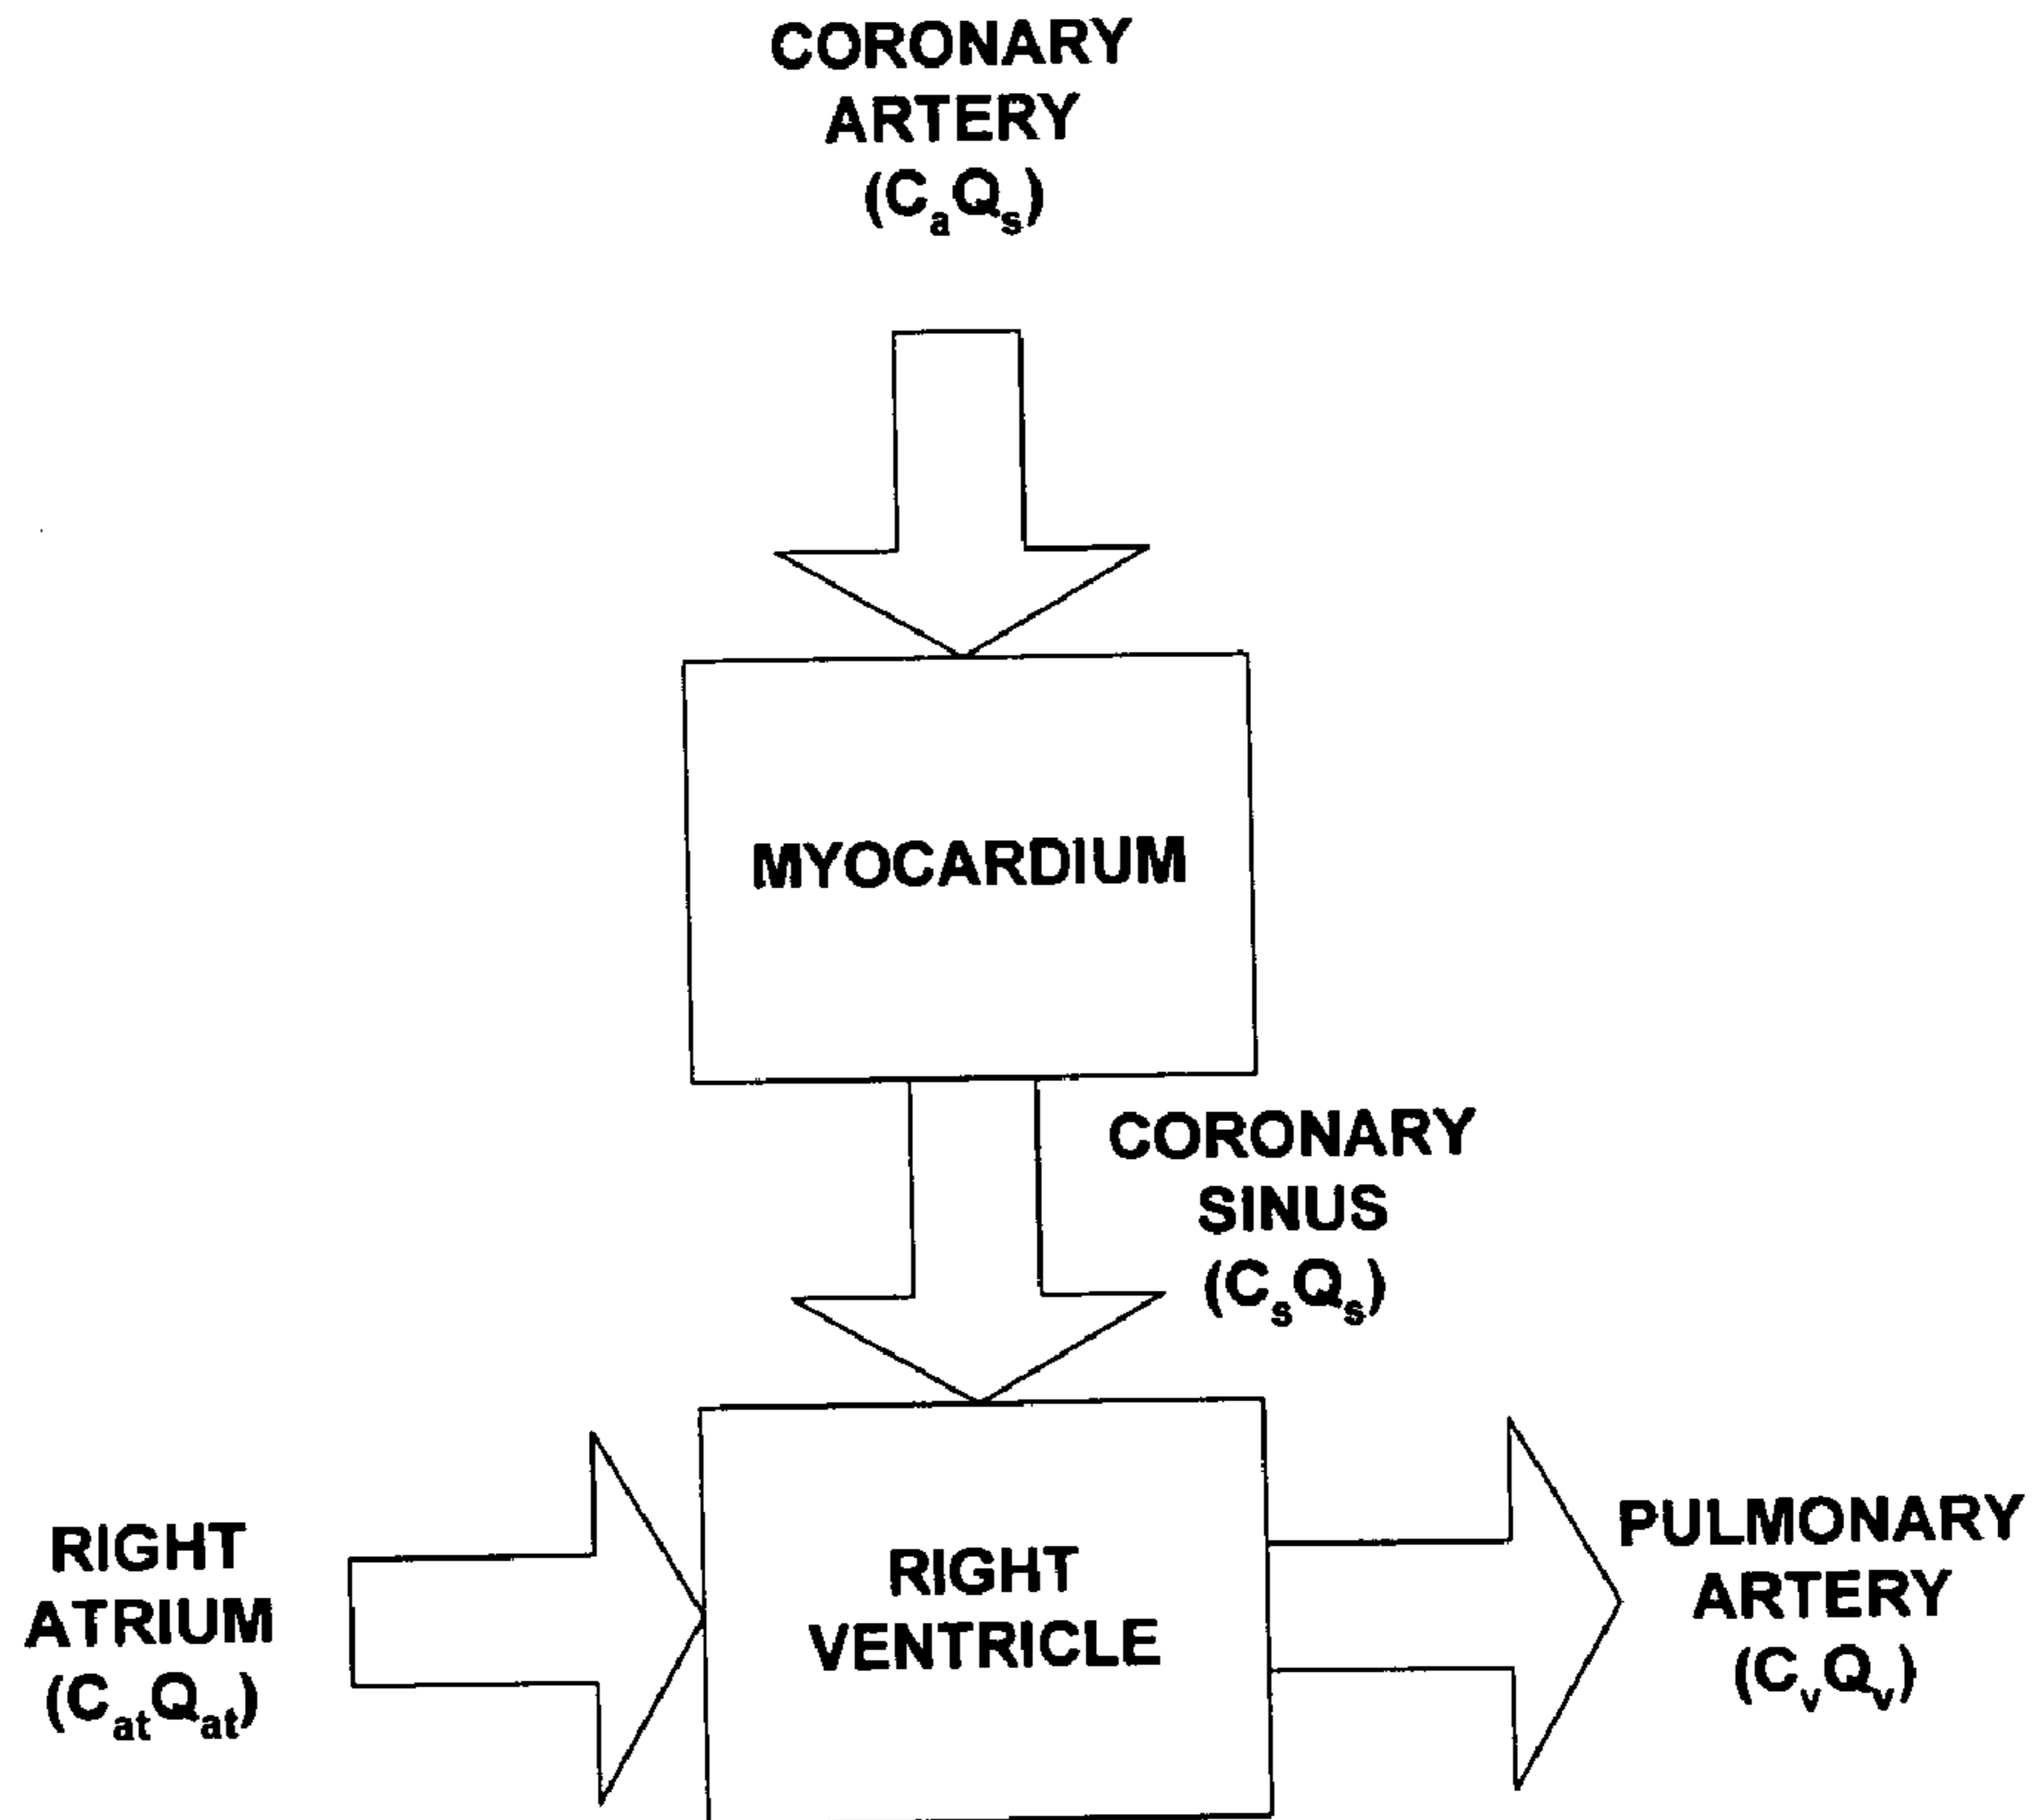 CORONARY
ARTERY
(CaQs)
MYOCARDIUM
CORONARY
SINUS
(CsQs)
RIGHT
ATRIUM
(CatQat)
RIGHT
VENTRICLE
PULMONARY
ARTERY
(CvQv)